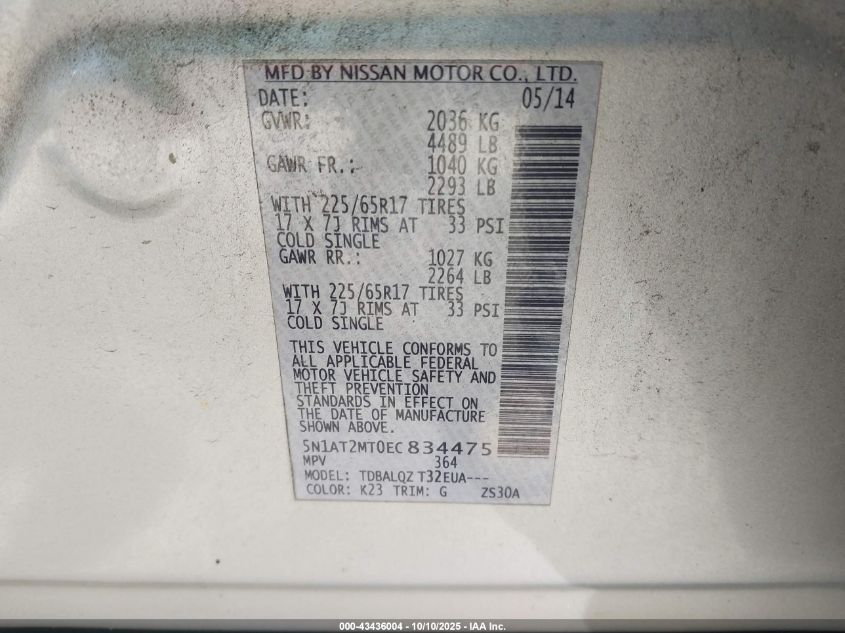 MFD BY NISSAN MOTOR CO., LTD.
DATE: 05/14
GVWR: 2036 KG
4489 LB
GAWR FR.: 1040 KG
2293 LB
WITH 225/65R17 TIRES
17 X 7J RIMS AT 33 PSI
COLD SINGLE
GAWR RR.: 1027 KG
2264 LB
WITH 225/65R17 TIRES
17 X 7J RIMS AT 33 PSI
COLD SINGLE
THIS VEHICLE CONFORMS TO
ALL APPLICABLE FEDERAL
MOTOR VEHICLE SAFETY AND
THEFT PREVENTION
STANDARDS IN EFFECT ON
THE DATE OF MANUFACTURE
SHOWN ABOVE.
5N1AT2MT0EC834475
MPV 364
MODEL: TDBALQZ T32EUA---
COLOR: K23 TRIM: G ZS30A
000-43436004 - 10/10/2025 - IAA Inc.